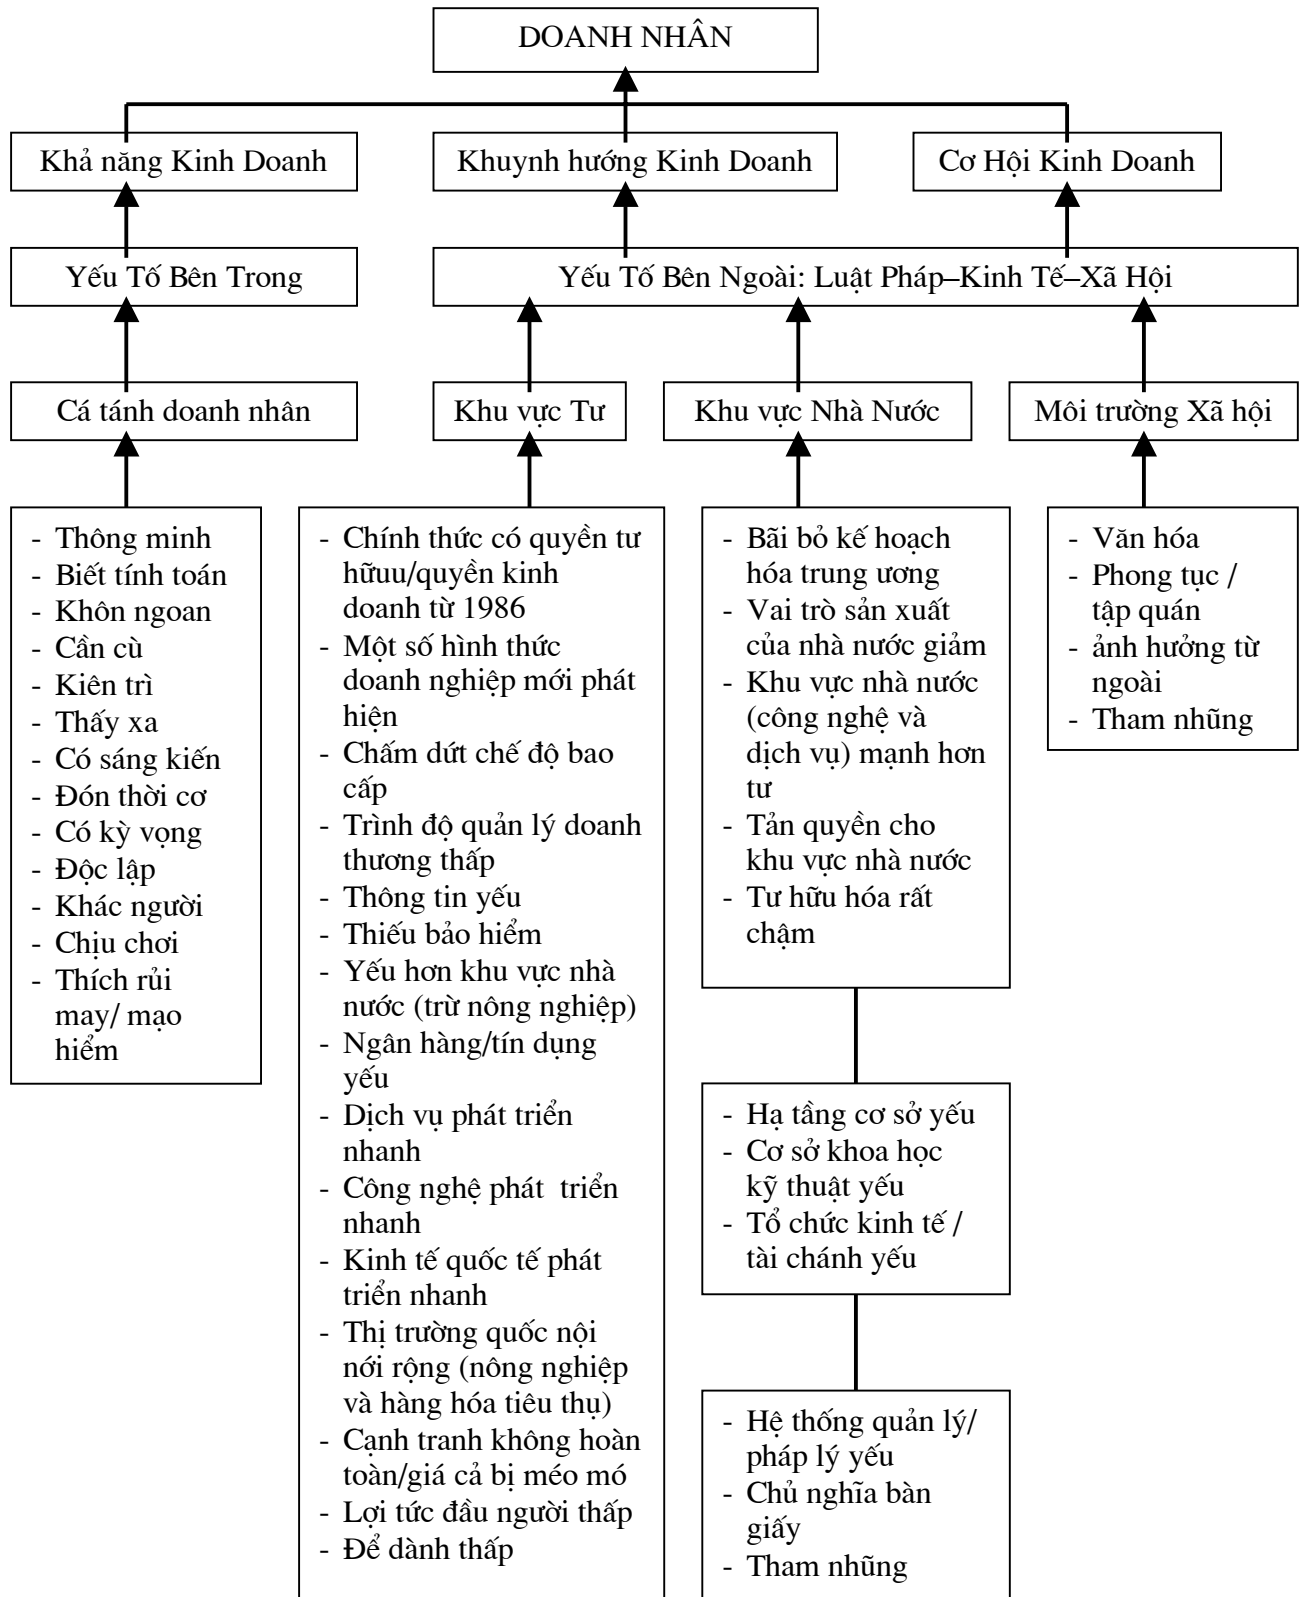 DOANH NHÂN
Khả năng Kinh Doanh
Khuynh hướng Kinh Doanh
Cơ Hội Kinh Doanh
Yếu Tố Bên Trong
Yếu Tố Bên Ngoài: Luật Pháp–Kinh Tế–Xã Hội
Cá tánh doanh nhân
Khu vực Tư
Khu vực Nhà Nước
Môi trường Xã hội
- Thông minh
- Biết tính toán
- Khôn ngoan
- Cần cù
- Kiên trì
- Thấy xa
- Có sáng kiến
- Đón thời cơ
- Có kỳ vọng
- Độc lập
- Khác người
- Chịu chơi
- Thích rủi
may/ mạo
hiểm
- Chính thức có quyền tư
hữuu/quyền kinh
doanh từ 1986
- Một số hình thức
doanh nghiệp mới phát
hiện
- Chấm dứt chế độ bao
cấp
- Trình độ quản lý doanh
thương thấp
- Thông tin yếu
- Thiếu bảo hiểm
- Yếu hơn khu vực nhà
nước (trừ nông nghiệp)
- Ngân hàng/tín dụng
yếu
- Dịch vụ phát triển
nhanh
- Công nghệ phát triển
nhanh
- Kinh tế quốc tế phát
triển nhanh
- Thị trường quốc nội
nới rộng (nông nghiệp
và hàng hóa tiêu thụ)
- Cạnh tranh không hoàn
toàn/giá cả bị méo mó
- Lợi tức đầu người thấp
- Để dành thấp
- Bãi bỏ kế hoạch
hóa trung ương
- Vai trò sản xuất
của nhà nước giảm
- Khu vực nhà nước
(công nghệ và
dịch vụ) mạnh hơn
tư
- Tản quyền cho
khu vực nhà nước
- Tư hữu hóa rất
chậm
- Hạ tầng cơ sở yếu
- Cơ sở khoa học
kỹ thuật yếu
- Tổ chức kinh tế /
tài chánh yếu
- Hệ thống quản lý/
pháp lý yếu
- Chủ nghĩa bàn
giấy
- Tham nhũng
- Văn hóa
- Phong tục /
tập quán
- ảnh hưởng từ
ngoài
- Tham nhũng